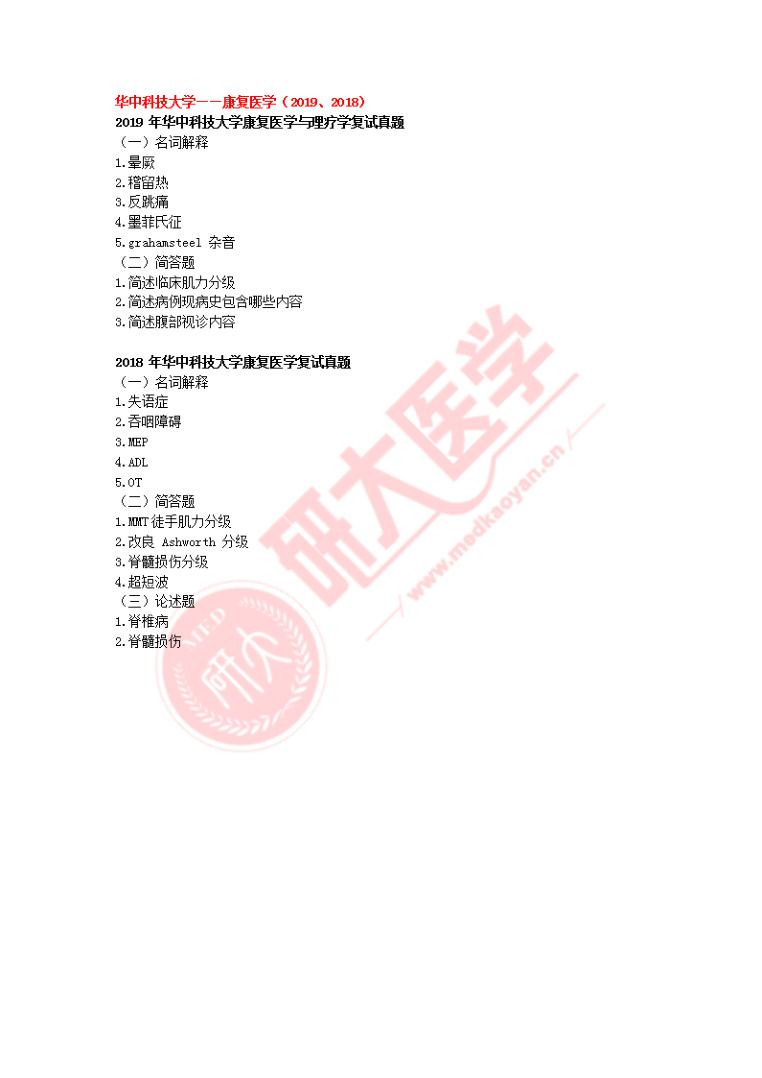 华中科技大学——康复医学（2019、2018）
2019 年华中科技大学康复医学与理疗学复试真题
（一）名词解释
1.晕厥
2.稽留热
3.反跳痛
4.墨菲氏征
5.grahamsteel 杂音
（二）简答题
1.简述临床肌力分级
2.简述病例现病史包含哪些内容
3.简述腹部视诊内容
2018 年华中科技大学康复医学复试真题
（一）名词解释
1.失语症
2.吞咽障碍
3.MEP
4.ADL
5.OT
（二）简答题
1.MMT徒手肌力分级
2.改良 Ashworth 分级
3.脊髓损伤分级
4.超短波
（三）论述题
1.脊椎病
2.脊髓损伤
研大医学
www.medkaoyan.cn
MED
研大